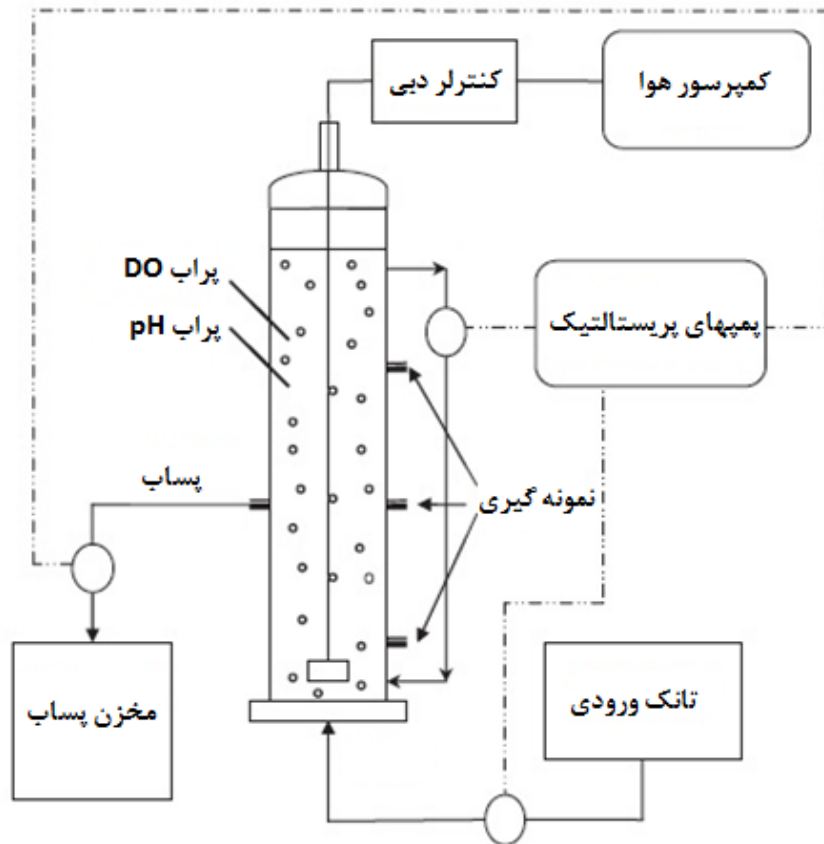 کنترلر دبی
کمپرسور هوا
پراب DO
پراب pH
پمپهای پریستالتیک
پساب
نمونه گیری
مخزن پساب
تانک ورودی